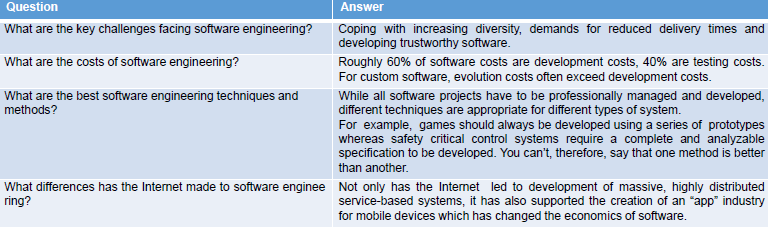 Question Answer
What are the key challenges facing software engineering? Coping with increasing diversity, demands for reduced delivery times and
developing trustworthy software.
What are the costs of software engineering? Roughly 60% of software costs are development costs, 40% are testing costs.
For custom software, evolution costs often exceed development costs.
What are the best software engineering techniques and
methods?
While all software projects have to be professionally managed and developed,
different techniques are appropriate for different types of system.
For example, games should always be developed using a series of prototypes
whereas safety critical control systems require a complete and analyzable
specification to be developed. You can't, therefore, say that one method is better
than another.
What differences has the Internet made to software enginee
ring?
Not only has the Internet led to development of massive, highly distributed
service-based systems, it has also supported the creation of an “app” industry
for mobile devices which has changed the economics of software.